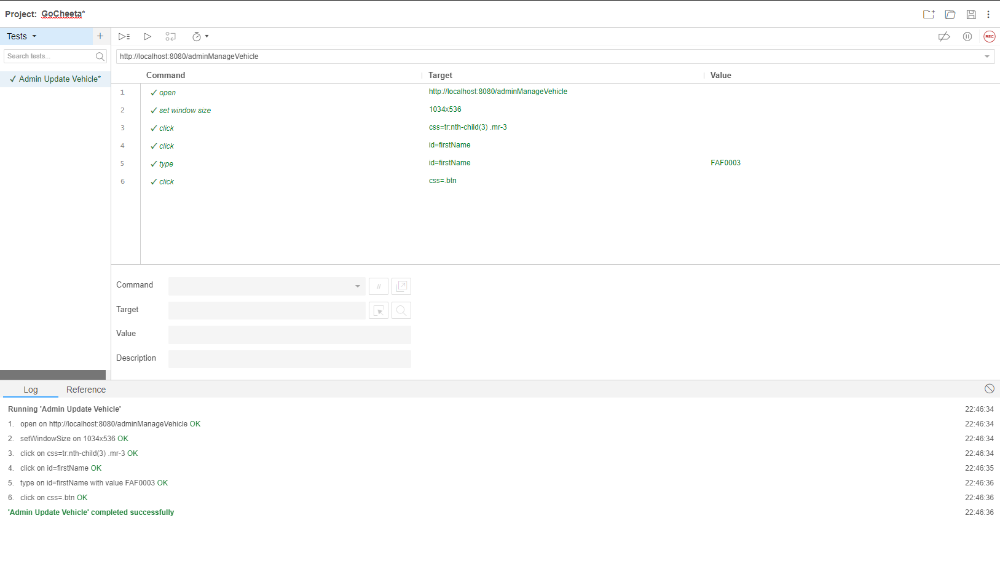 Project: GoCheeta*
Tests
+
REC
Search tests...
http://localhost:8080/adminManageVehicle
✓ Admin Update Vehicle*
Command Target Value
1 ✓ open http://localhost:8080/adminManageVehicle
2 ✓ set window size 1034x536
3 ✓ click css=tr:nth-child(3) .mr-3
4 ✓ click id=firstName
5 ✓ type id=firstName FAF0003
6 ✓ click css=.btn
Command //
Target
Value
Description
Log Reference
Running 'Admin Update Vehicle' 22:46:34
1. open on http://localhost:8080/adminManageVehicle OK 22:46:34
2. setWindowSize on 1034x536 OK 22:46:34
3. click on css=tr:nth-child(3) .mr-3 OK 22:46:34
4. click on id=firstName OK 22:46:35
5. type on id=firstName with value FAF0003 OK 22:46:36
6. click on css=.btn OK 22:46:36
'Admin Update Vehicle' completed successfully 22:46:36